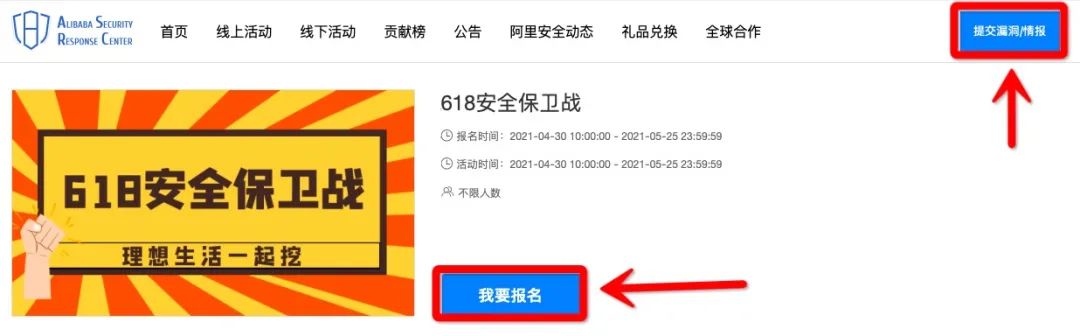 ALIBABA SECURITY
RESPONSE CENTER
首页 线上活动 线下活动 贡献榜 公告 阿里安全动态 礼品兑换 全球合作
提交漏洞/情报
618安全保卫战
理想生活一起挖
618安全保卫战
报名时间：2021-04-30 10:00:00 - 2021-05-25 23:59:59
活动时间：2021-04-30 10:00:00 - 2021-05-25 23:59:59
不限人数
我要报名